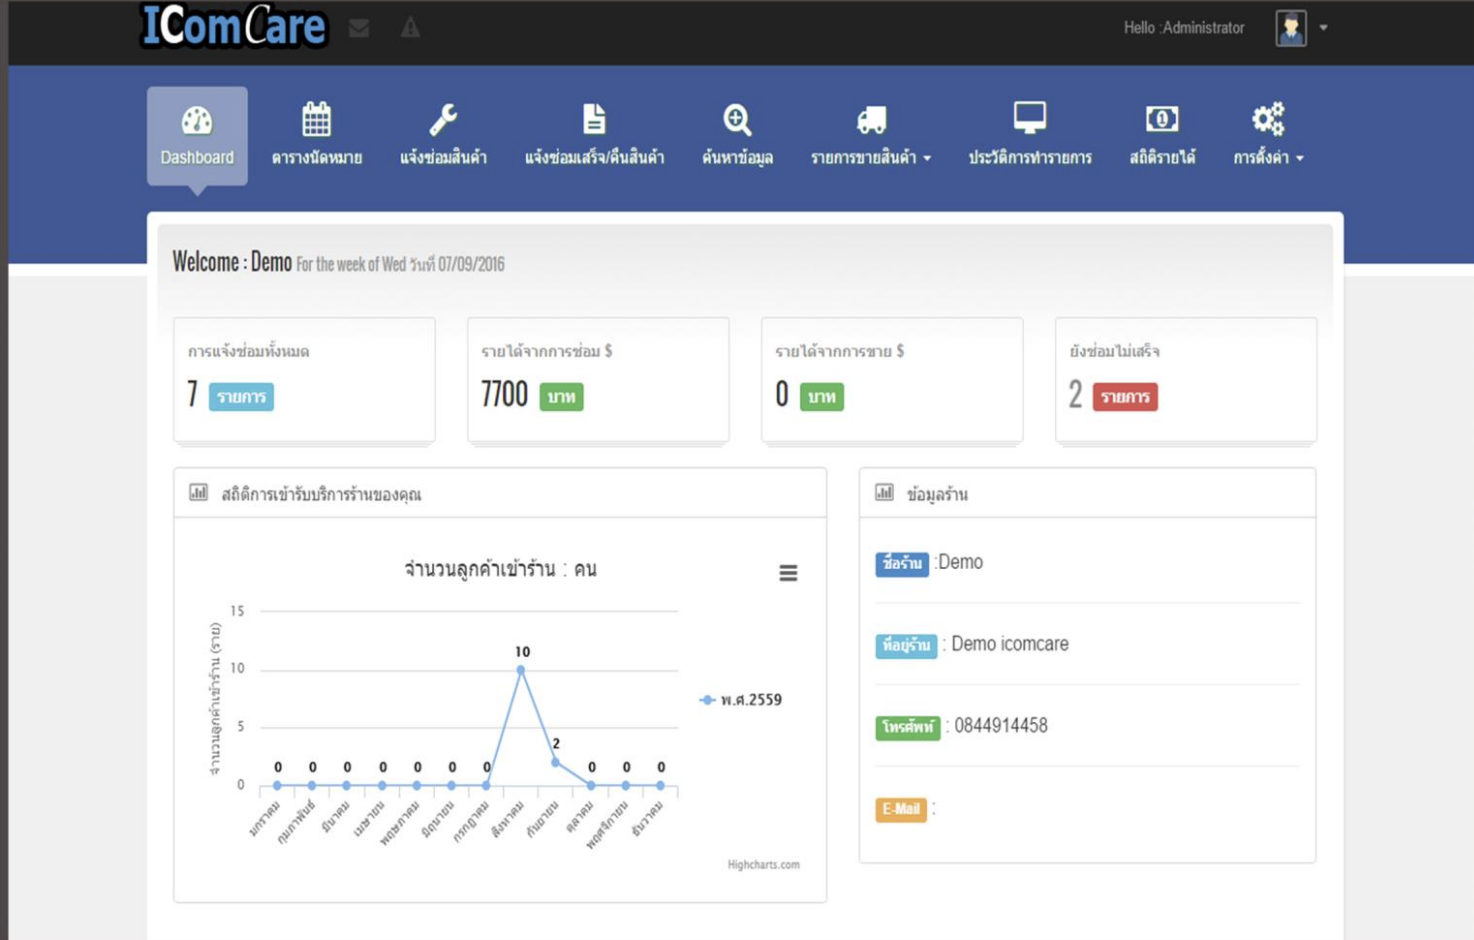 IComCare
Hello :Administrator
Dashboard
ตารางนัดหมาย
แจ้งซ่อมสินค้า
แจ้งซ่อมเสร็จ/คืนสินค้า
ค้นหาข้อมูล
รายการขายสินค้า
ประวัติการทำรายการ
สถิติรายได้
การตั้งค่า
Welcome : Demo For the week of Wed วันที่ 07/09/2016
การแจ้งซ่อมทั้งหมด
7 รายการ
รายได้จากการซ่อม $
7700 บาท
รายได้จากการขาย $
0 บาท
ยังซ่อมไม่เสร็จ
2 รายการ
สถิติการเข้ารับบริการร้านของคุณ
จำนวนลูกค้าเข้าร้าน : คน
จำนวนลูกค้าเข้าร้าน (ราย)
15
10
5
0
0 0 0 0 0 0 0 10 2 0 0 0
มกราคม กุมภาพันธ์ มีนาคม เมษายน พฤษภาคม มิถุนายน กรกฎาคม สิงหาคม กันยายน ตุลาคม พฤศจิกายน ธันวาคม
พ.ศ.2559
Highcharts.com
ข้อมูลร้าน
ชื่อร้าน :Demo
ที่อยู่ร้าน : Demo icomcare
โทรศัพท์ : 0844914458
E-Mail :